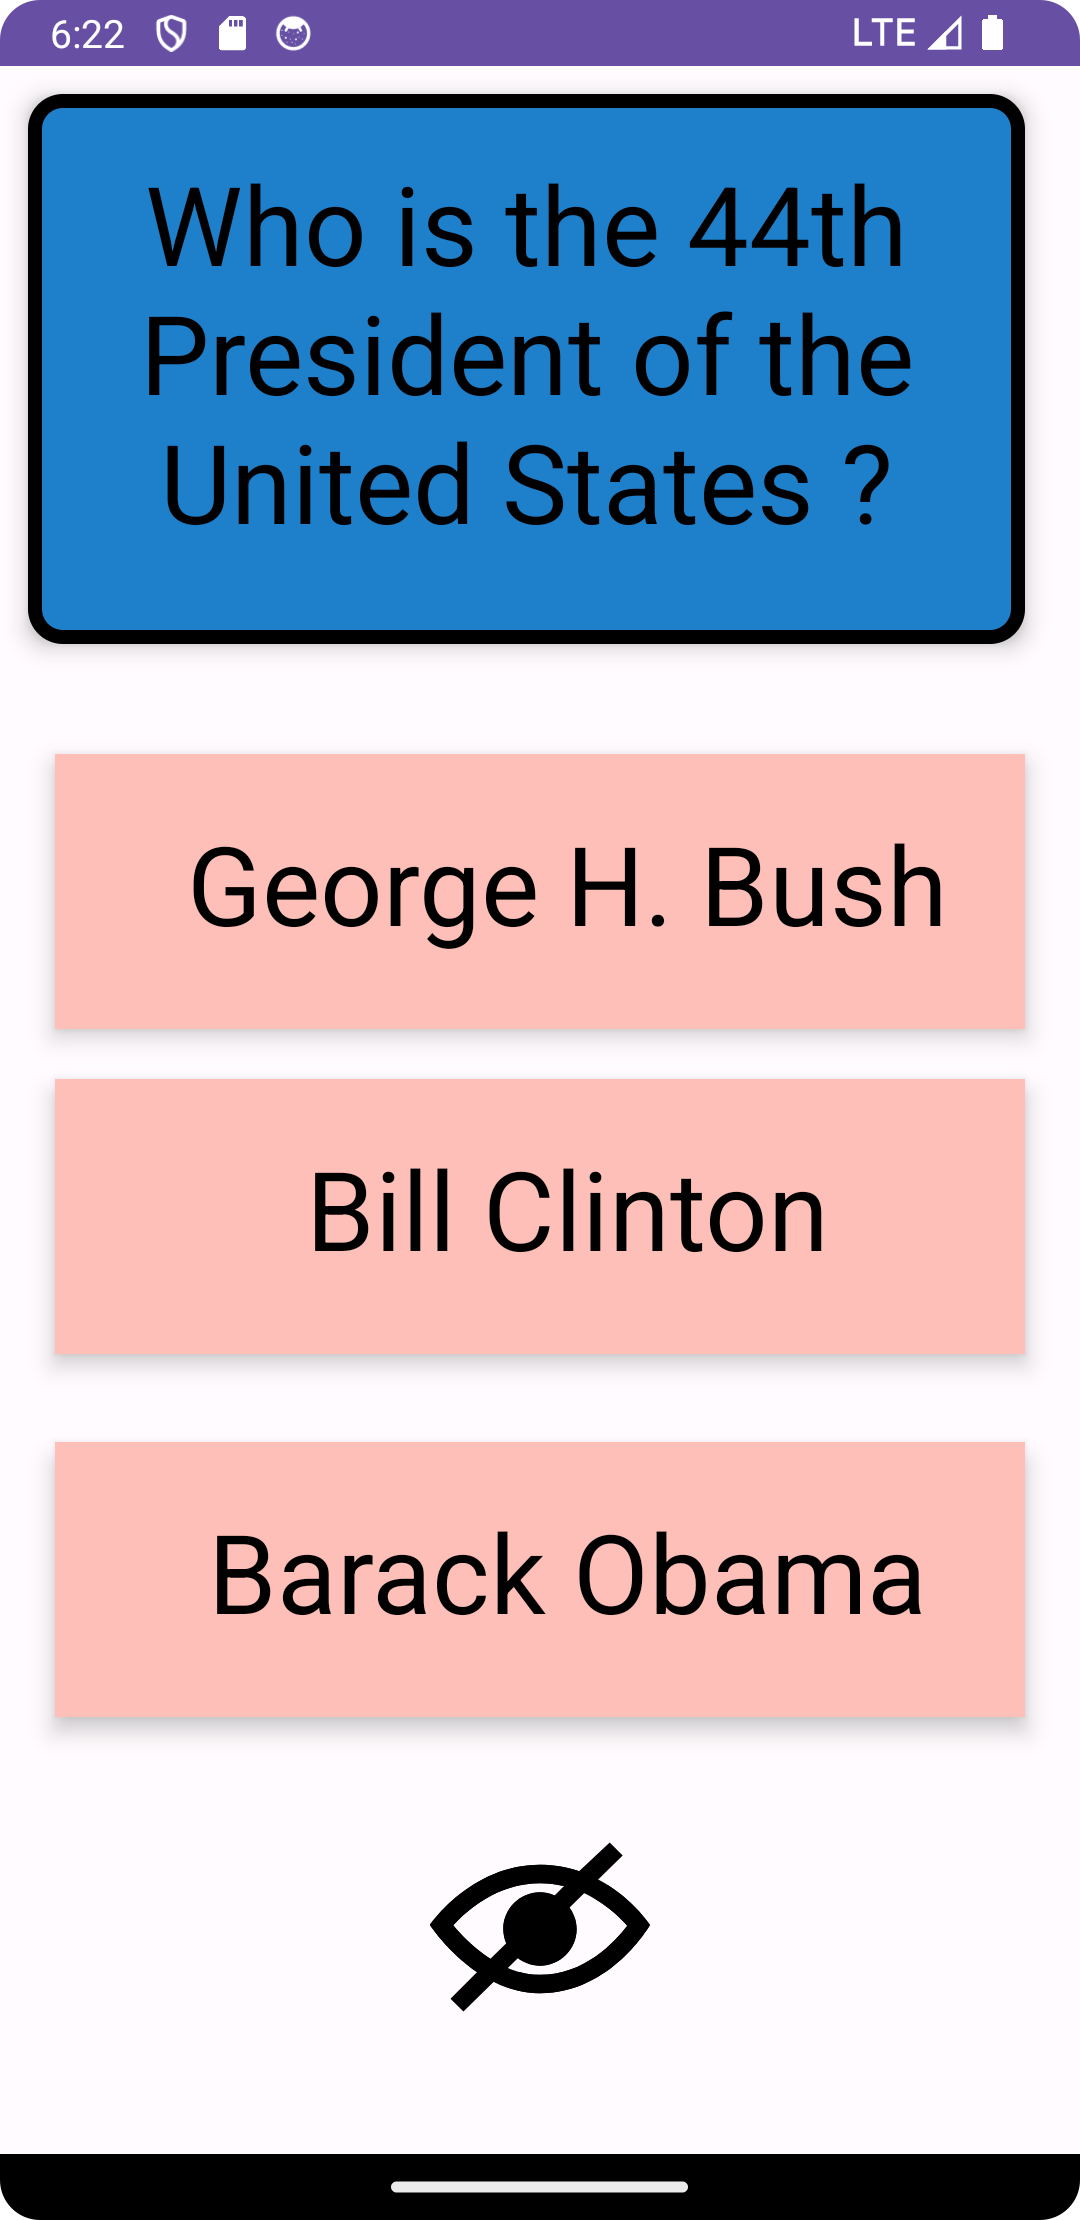 6:22 LTE
Who is the 44th
President of the
United States ?
George H. Bush
Bill Clinton
Barack Obama